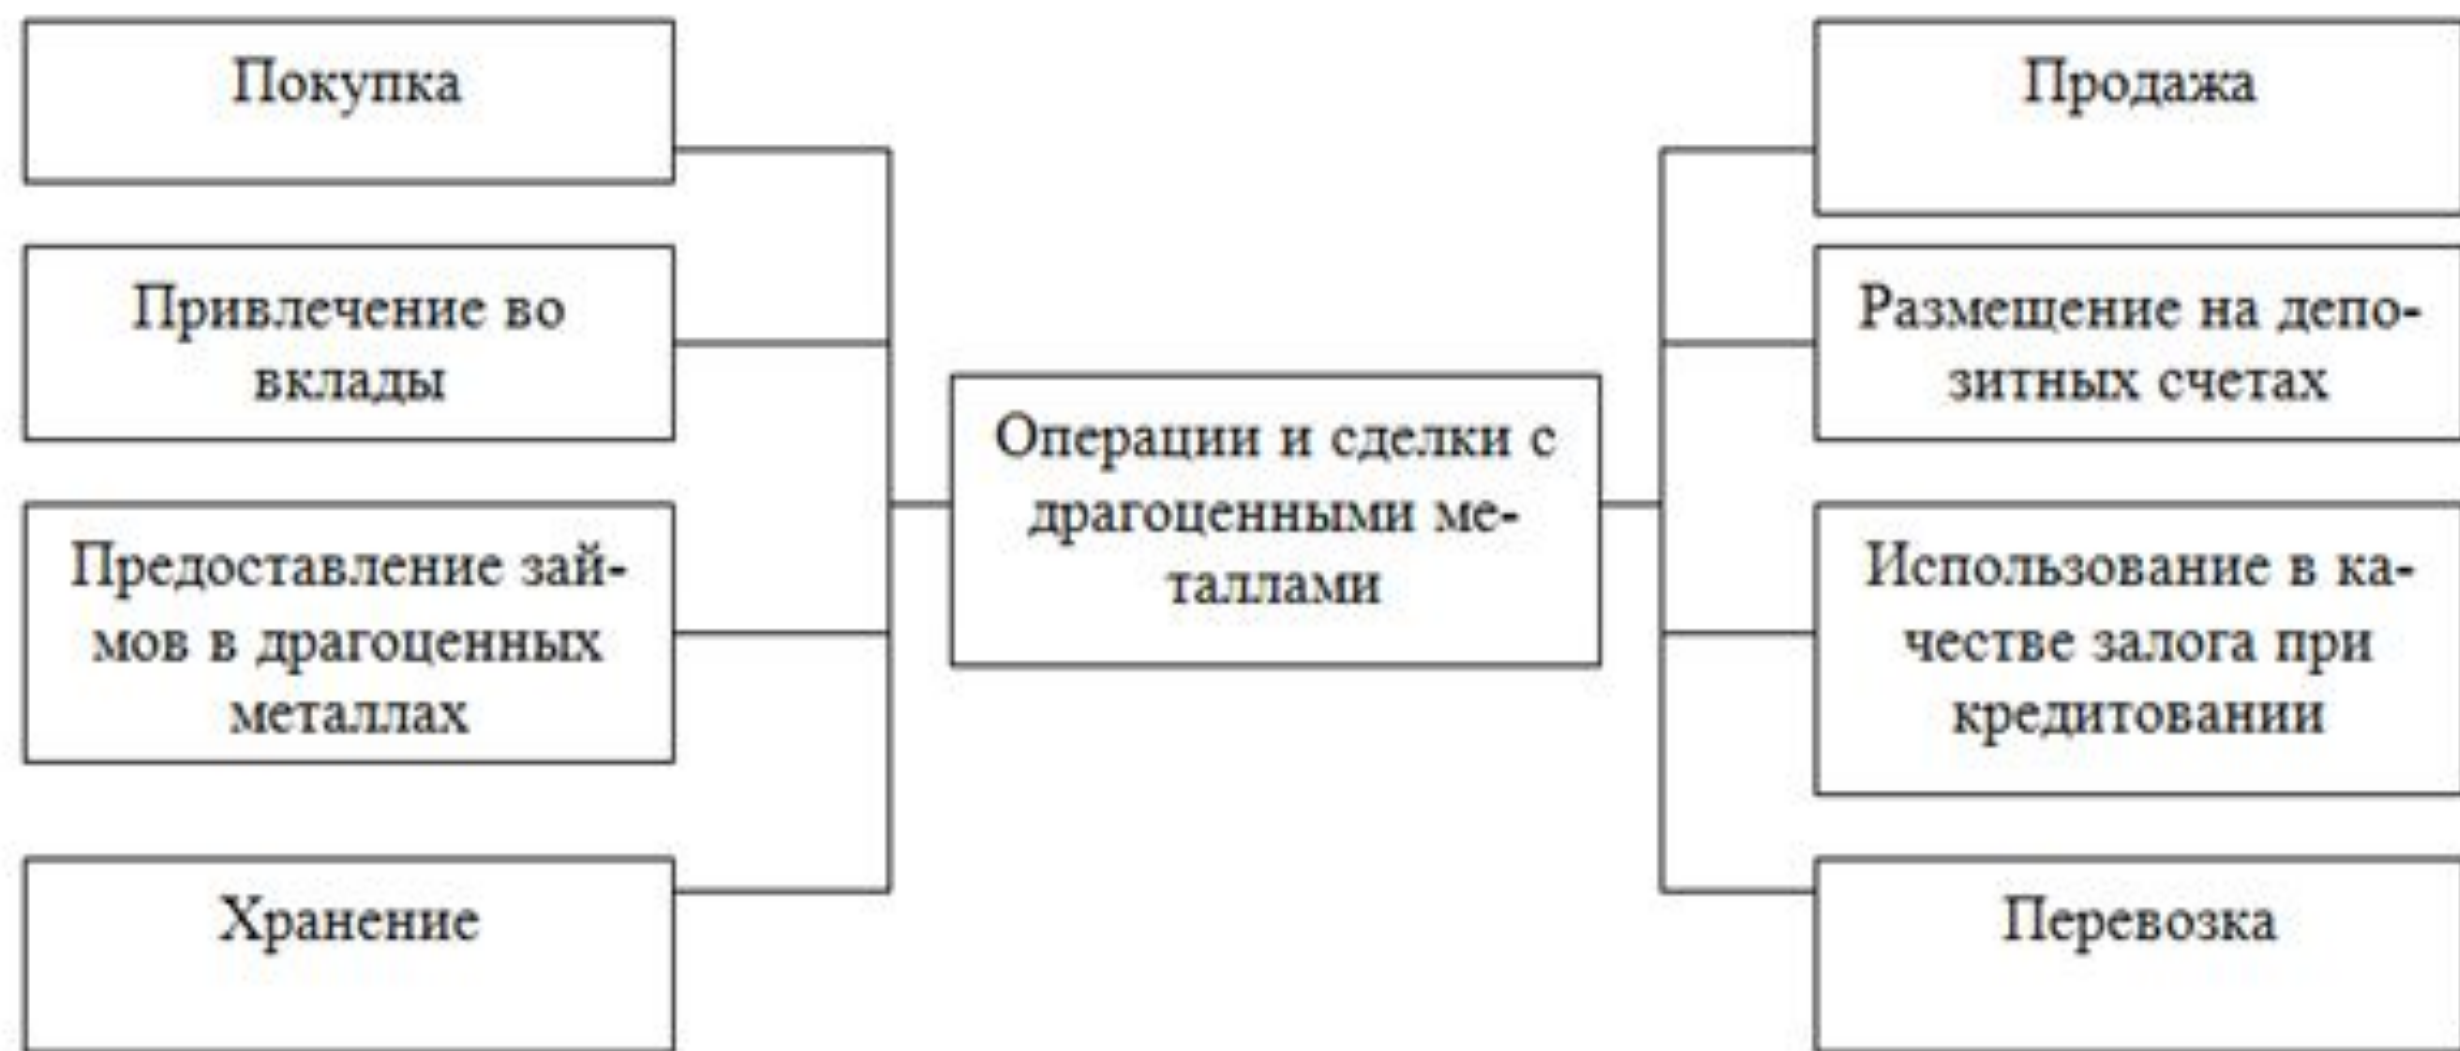 Покупка
Привлечение во
вклады
Предоставление зай-
мов в драгоценных
металлах
Хранение
Операции и сделки с
драгоценными ме-
таллами
Продажа
Размещение на депо-
зитных счетах
Использование в ка-
честве залога при
кредитовании
Перевозка